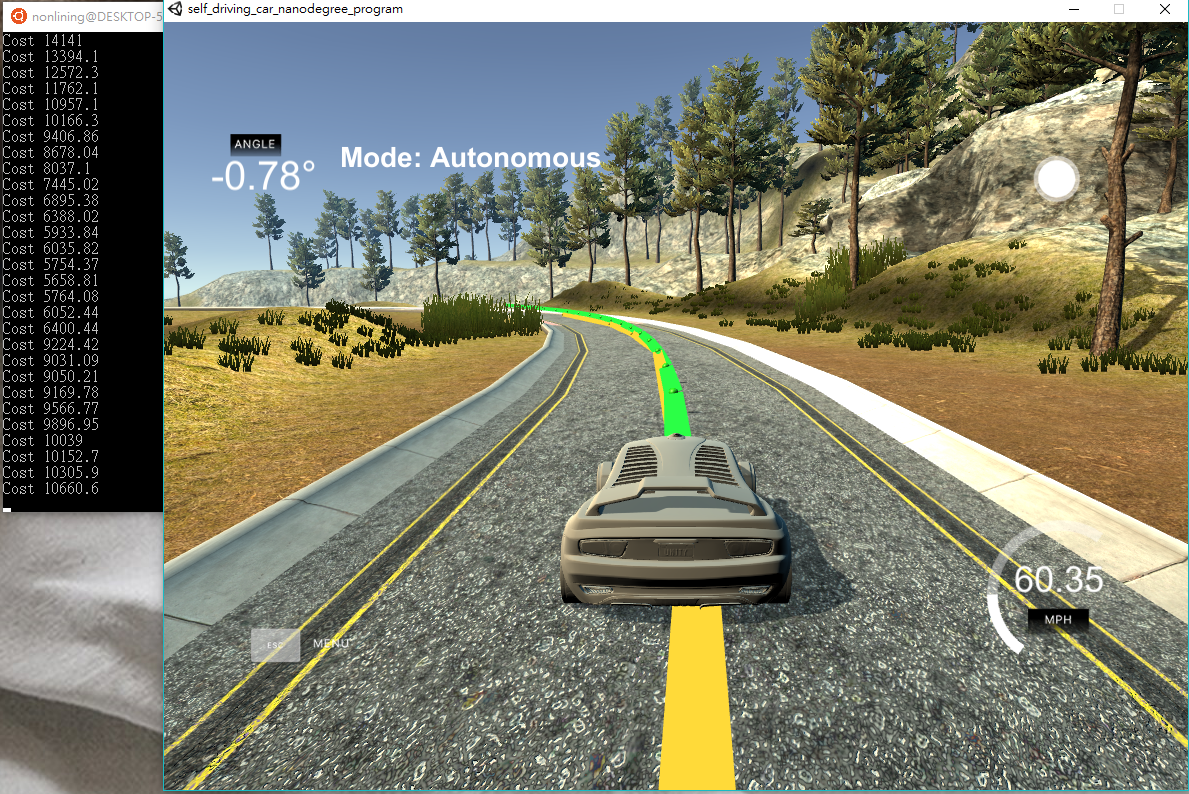 nonlining@DESKTOP-5
Cost 14141
Cost 13394.1
Cost 12572.3
Cost 11762.1
Cost 10957.1
Cost 10166.3
Cost 9406.86
Cost 8678.04
Cost 8037.1
Cost 7445.02
Cost 6895.38
Cost 6388.02
Cost 5933.84
Cost 6035.82
Cost 5754.37
Cost 5658.81
Cost 5764.08
Cost 6052.44
Cost 6400.44
Cost 9224.42
Cost 9031.09
Cost 9050.21
Cost 9169.78
Cost 9566.77
Cost 9896.95
Cost 10039
Cost 10152.7
Cost 10305.9
Cost 10660.6
self_driving_car_nanodegree_program
ANGLE
-0.78°
Mode: Autonomous
60.35
MPH
ESC
MENU
UNITY